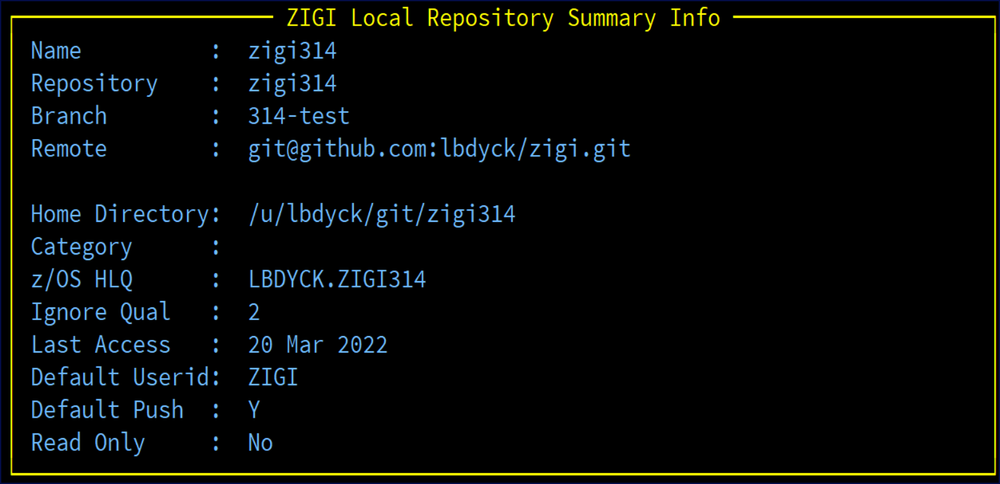 ZIGI Local Repository Summary Info
Name : zigi314
Repository : zigi314
Branch : 314-test
Remote : git@github.com:lbdyck/zigi.git
Home Directory: /u/lbdyck/git/zigi314
Category :
z/OS HLQ : LBDYCK.ZIGI314
Ignore Qual : 2
Last Access : 20 Mar 2022
Default Userid: ZIGI
Default Push : Y
Read Only : No